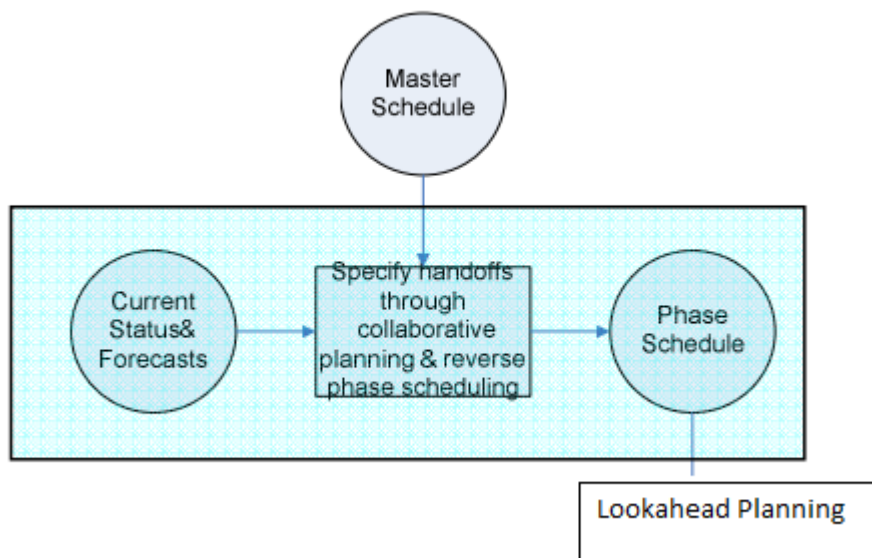 Master
Schedule
Current
Status&
Forecasts
Specify handoffs
through
collaborative
planning & reverse
phase scheduling
Phase
Schedule
Lookahead Planning